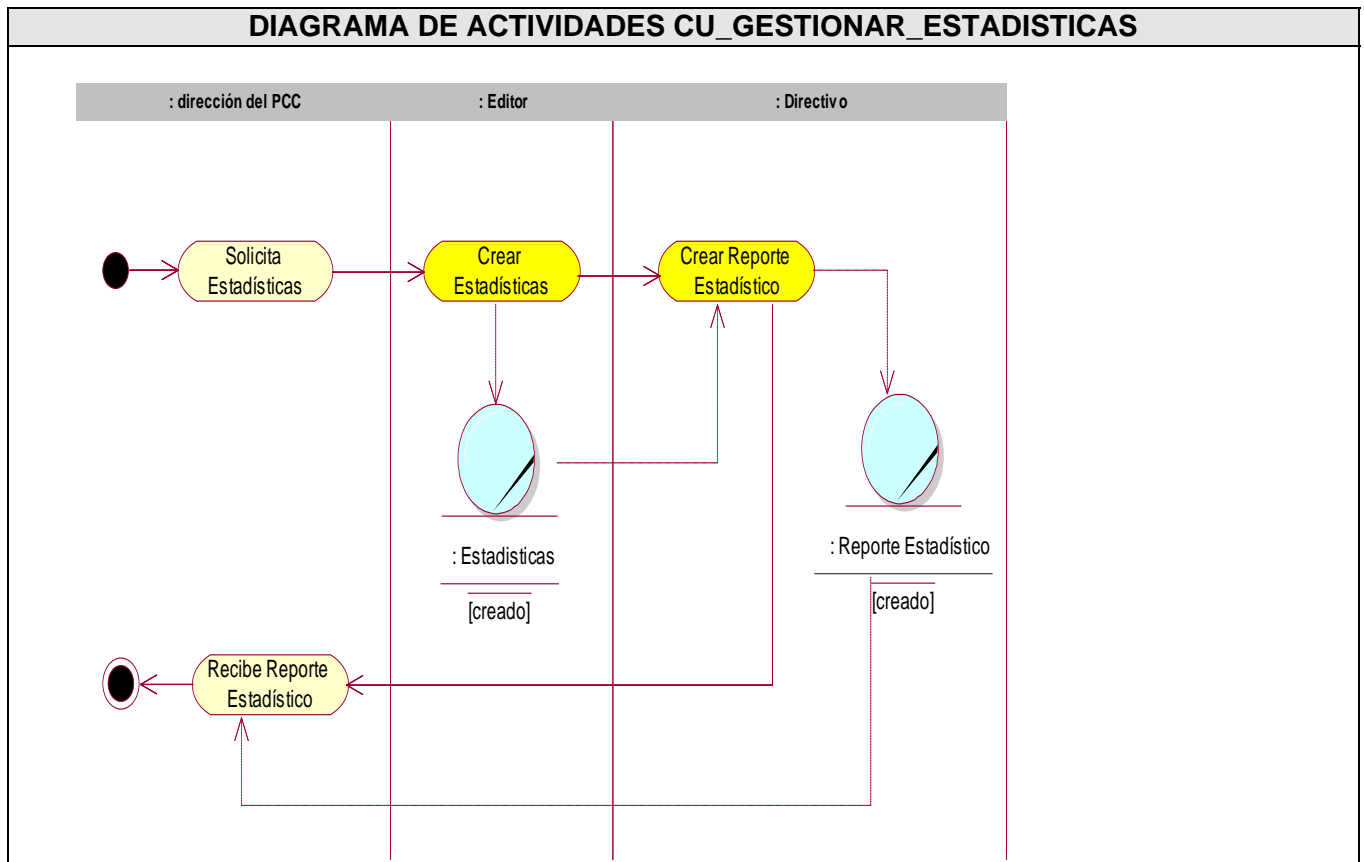 DIAGRAMA DE ACTIVIDADES CU_GESTIONAR_ESTADISTICAS
: dirección del PCC
: Editor
: Directivo
Solicita
Estadísticas
Crear
Estadísticas
Crear Reporte
Estadístico
: Estadisticas
[creado]
: Reporte Estadístico
[creado]
Recibe Reporte
Estadístico